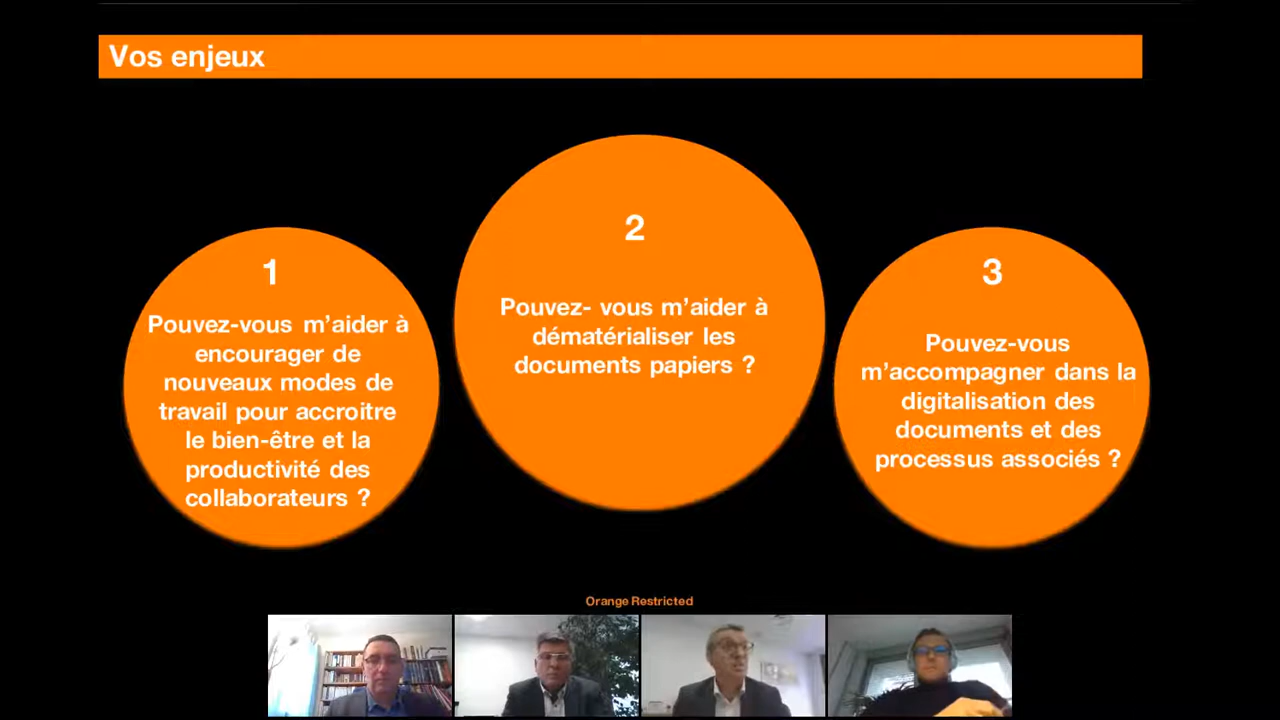 Vos enjeux
1
Pouvez-vous m'aider à
encourager de
nouveaux modes de
travail pour accroitre
le bien-être et la
productivité des
collaborateurs ?
2
Pouvez- vous m'aider à
dématérialiser les
documents papiers ?
3
Pouvez-vous
m'accompagner dans la
digitalisation des
documents et des
processus associés ?
Orange Restricted